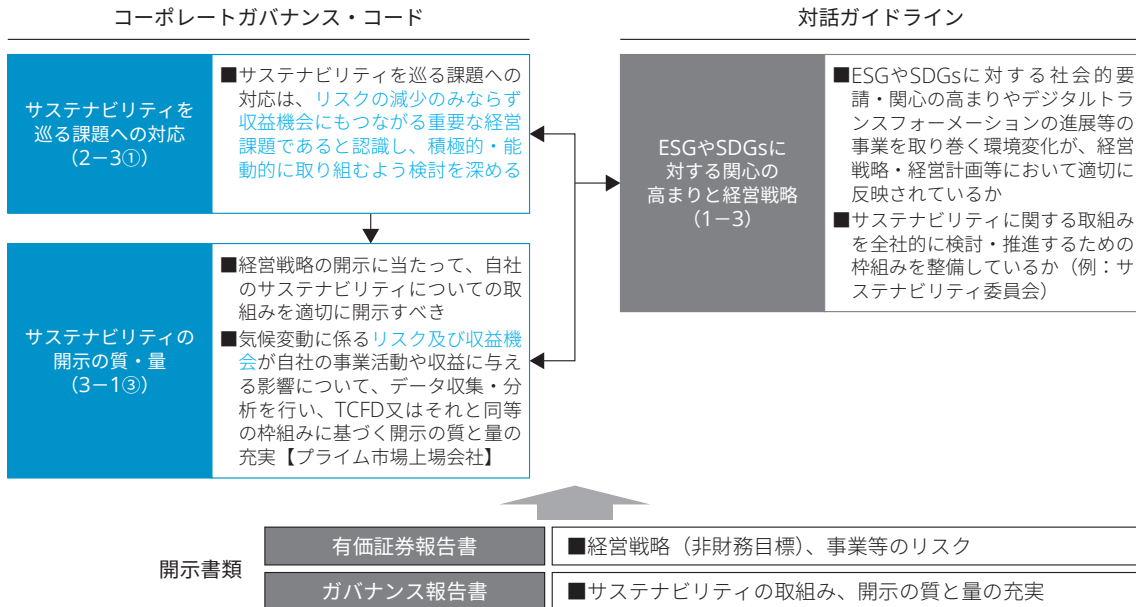 コーポレートガバナンス・コード
サステナビリティを
巡る課題への対応
(2-3①)
■サステナビリティを巡る課題への
対応は、リスクの減少のみならず
収益機会にもつながる重要な経営
課題であると認識し、積極的・能
動的に取り組むよう検討を深める
サステナビリティの
開示の質・量
(3-1③)
■経営戦略の開示に当たって、自社
のサステナビリティについての取
組みを適切に開示すべき
■気候変動に係るリスク及び収益機
会が自社の事業活動や収益に与え
る影響について、データ収集・分
析を行い、TCFD又はそれと同等
の枠組みに基づく開示の質と量の
充実【プライム市場上場会社】
対話ガイドライン
ESGやSDGsに
対する関心の
高まりと経営戦略
(1-3)
■ESGやSDGsに対する社会的要
請・関心の高まりやデジタルトラ
ンスフォーメーションの進展等の
事業を取り巻く環境変化が、経営
戦略・経営計画等において適切に
反映されているか
■サステナビリティに関する取組み
を全社的に検討・推進するための
枠組みを整備しているか（例：サ
ステナビリティ委員会）
開示書類
有価証券報告書
■経営戦略（非財務目標）、事業等のリスク
ガバナンス報告書
■サステナビリティの取組み、開示の質と量の充実